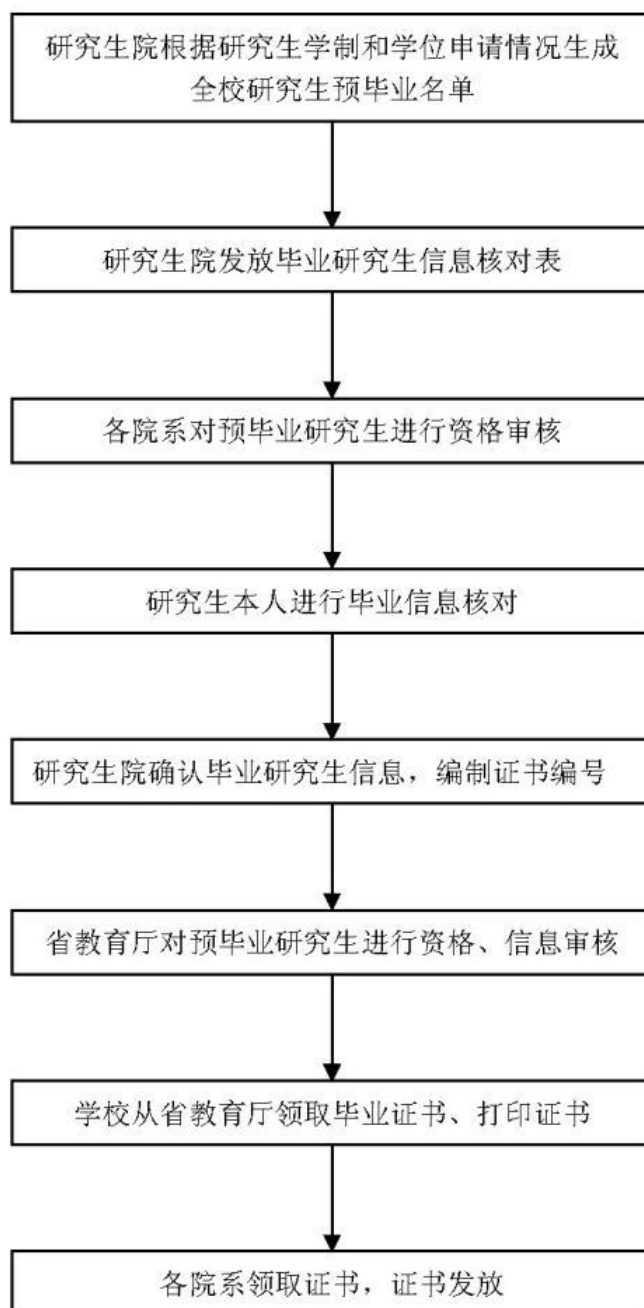 研究生院根据研究生学制和学位申请情况生成
全校研究生预毕业名单
研究生院发放毕业研究生信息核对表
各院系对预毕业研究生进行资格审核
研究生本人进行毕业信息核对
研究生院确认毕业研究生信息，编制证书编号
省教育厅对预毕业研究生进行资格、信息审核
学校从省教育厅领取毕业证书、打印证书
各院系领取证书，证书发放